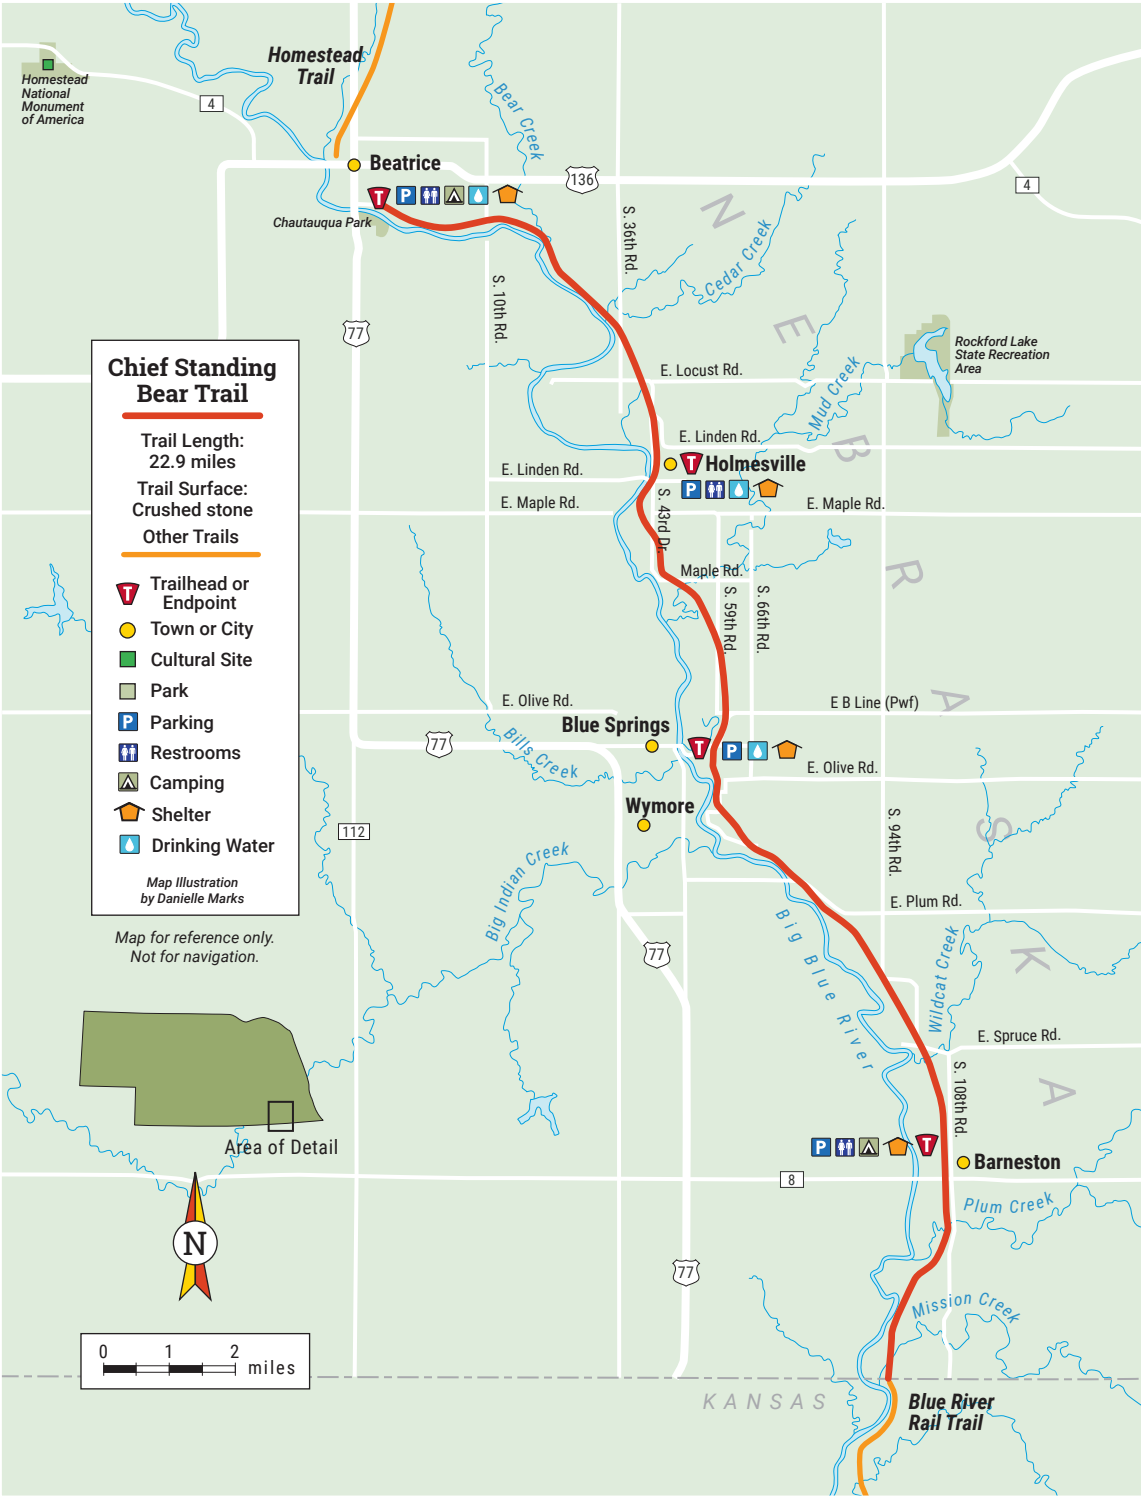 Homestead
Trail
Homestead
National
Monument
of America
4
Bear Creek
Beatrice
136
T
P
4
Chautauqua Park
N
S. 36th Rd.
Cedar Creek
S. 10th Rd.
77
E
Rockford Lake
State Recreation
Area
Chief Standing
Bear Trail
Trail Length:
22.9 miles
Trail Surface:
Crushed stone
Other Trails
T
Trailhead or
Endpoint
Town or City
Cultural Site
Park
P
Parking
Restrooms
Camping
Shelter
Drinking Water
Map Illustration
by Danielle Marks
Map for reference only.
Not for navigation.
E. Locust Rd.
Mud Creek
E. Linden Rd.
B
T
Holmesville
E. Linden Rd.
P
E. Maple Rd.
S. 43rd Dr.
E. Maple Rd.
Maple Rd.
R
S. 59th Rd.
S. 66th Rd.
E. Olive Rd.
E B Line (Pwf)
A
Blue Springs
77
Bills Creek
T
P
E. Olive Rd.
Wymore
112
S. 94th Rd.
S
Big Indian Creek
E. Plum Rd.
Big Blue River
77
Wildcat Creek
K
E. Spruce Rd.
S. 108th Rd.
A
Area of Detail
P
T
Barneston
8
Plum Creek
N
77
Mission Creek
0 1 2
miles
KANSAS
Blue River
Rail Trail